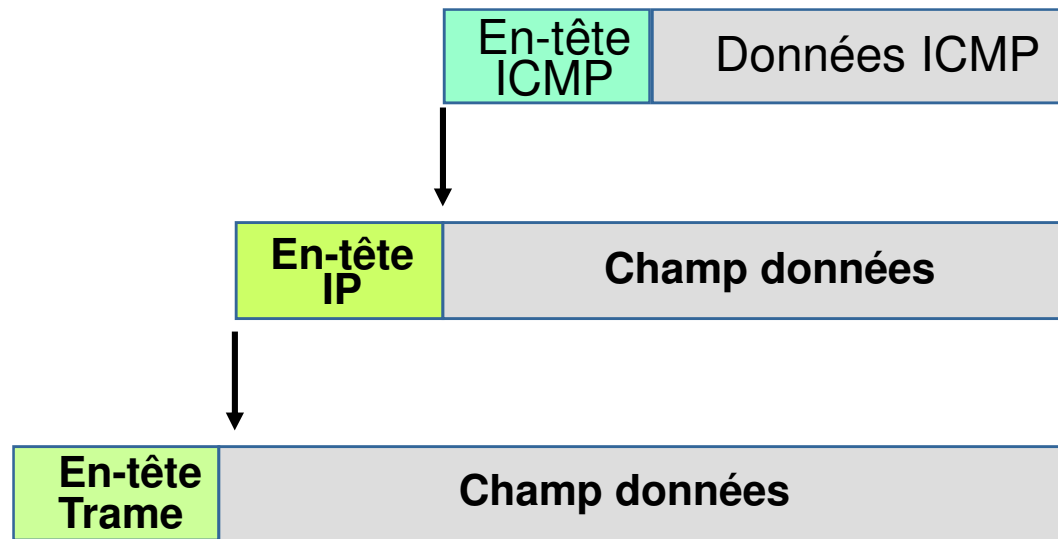 En-tête
ICMP
Données ICMP
En-tête
IP
Champ données
En-tête
Trame
Champ données